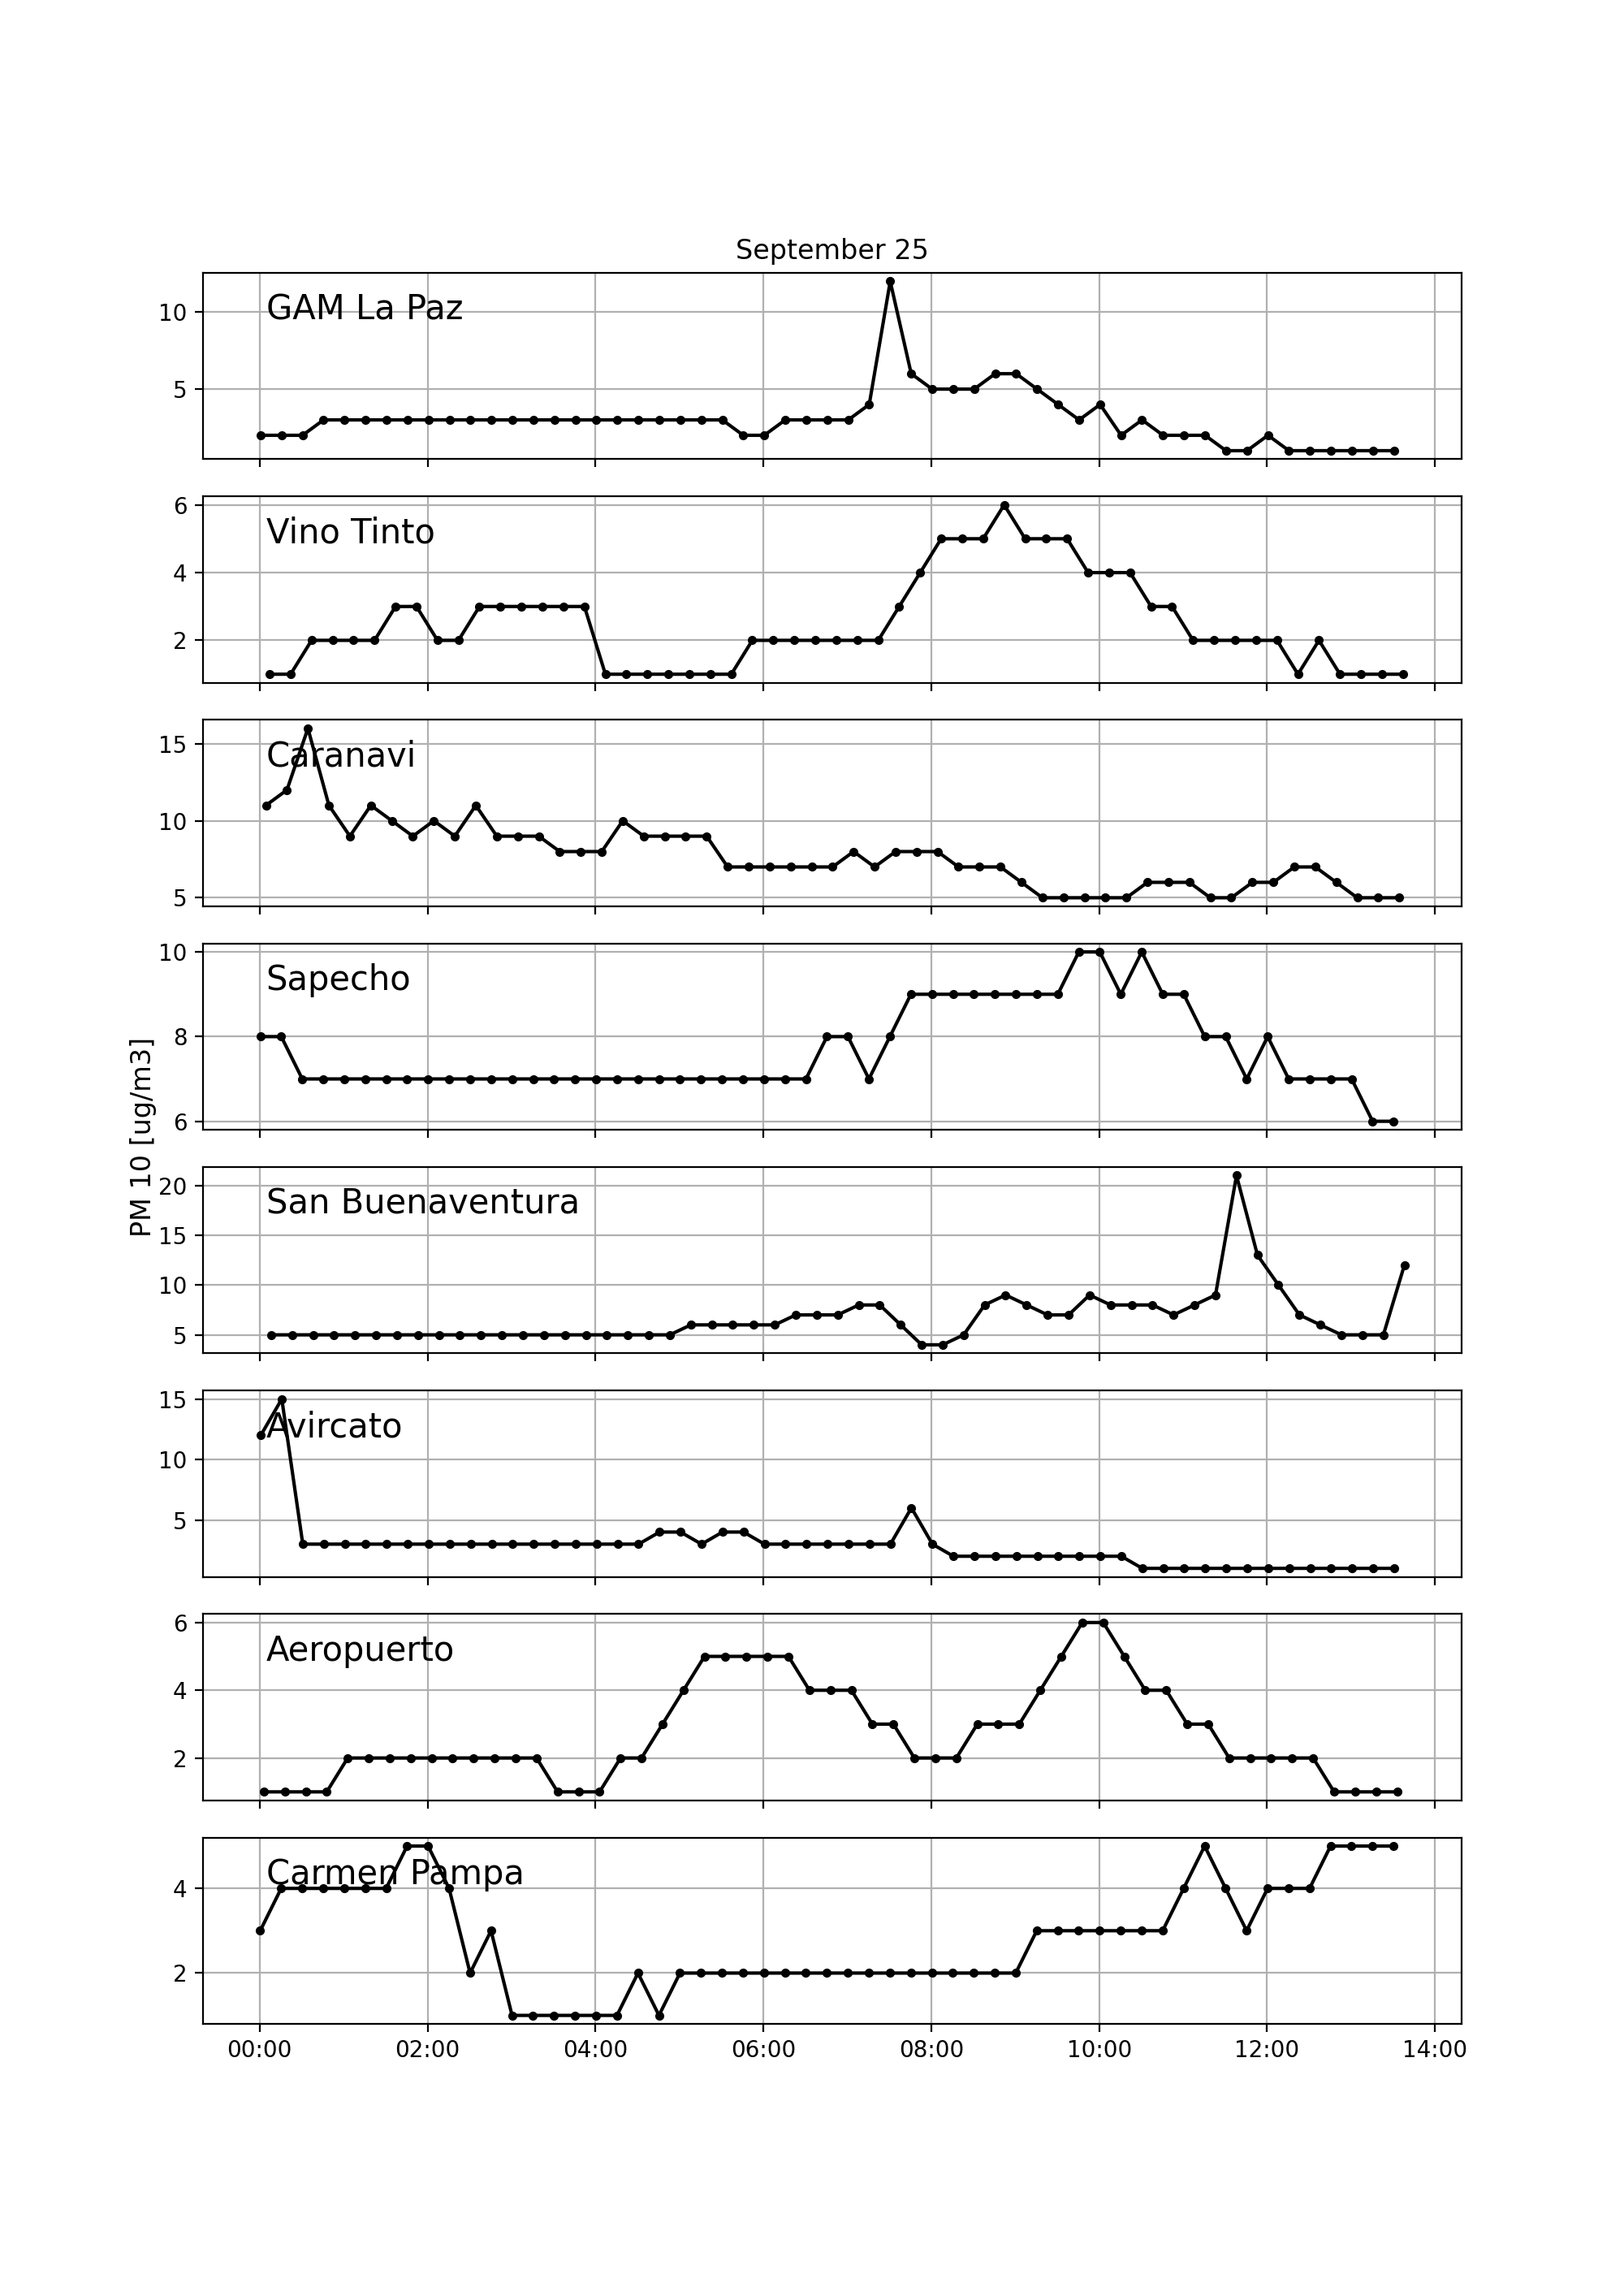 September 25
GAM La Paz
10
5
Vino Tinto
6
4
2
Caranavi
15
10
5
Sapecho
10
8
6
PM 10 [ug/m3]
San Buenaventura
20
15
10
5
Avircato
15
10
5
Aeropuerto
6
4
2
Carmen Pampa
4
2
00:00 02:00 04:00 06:00 08:00 10:00 12:00 14:00